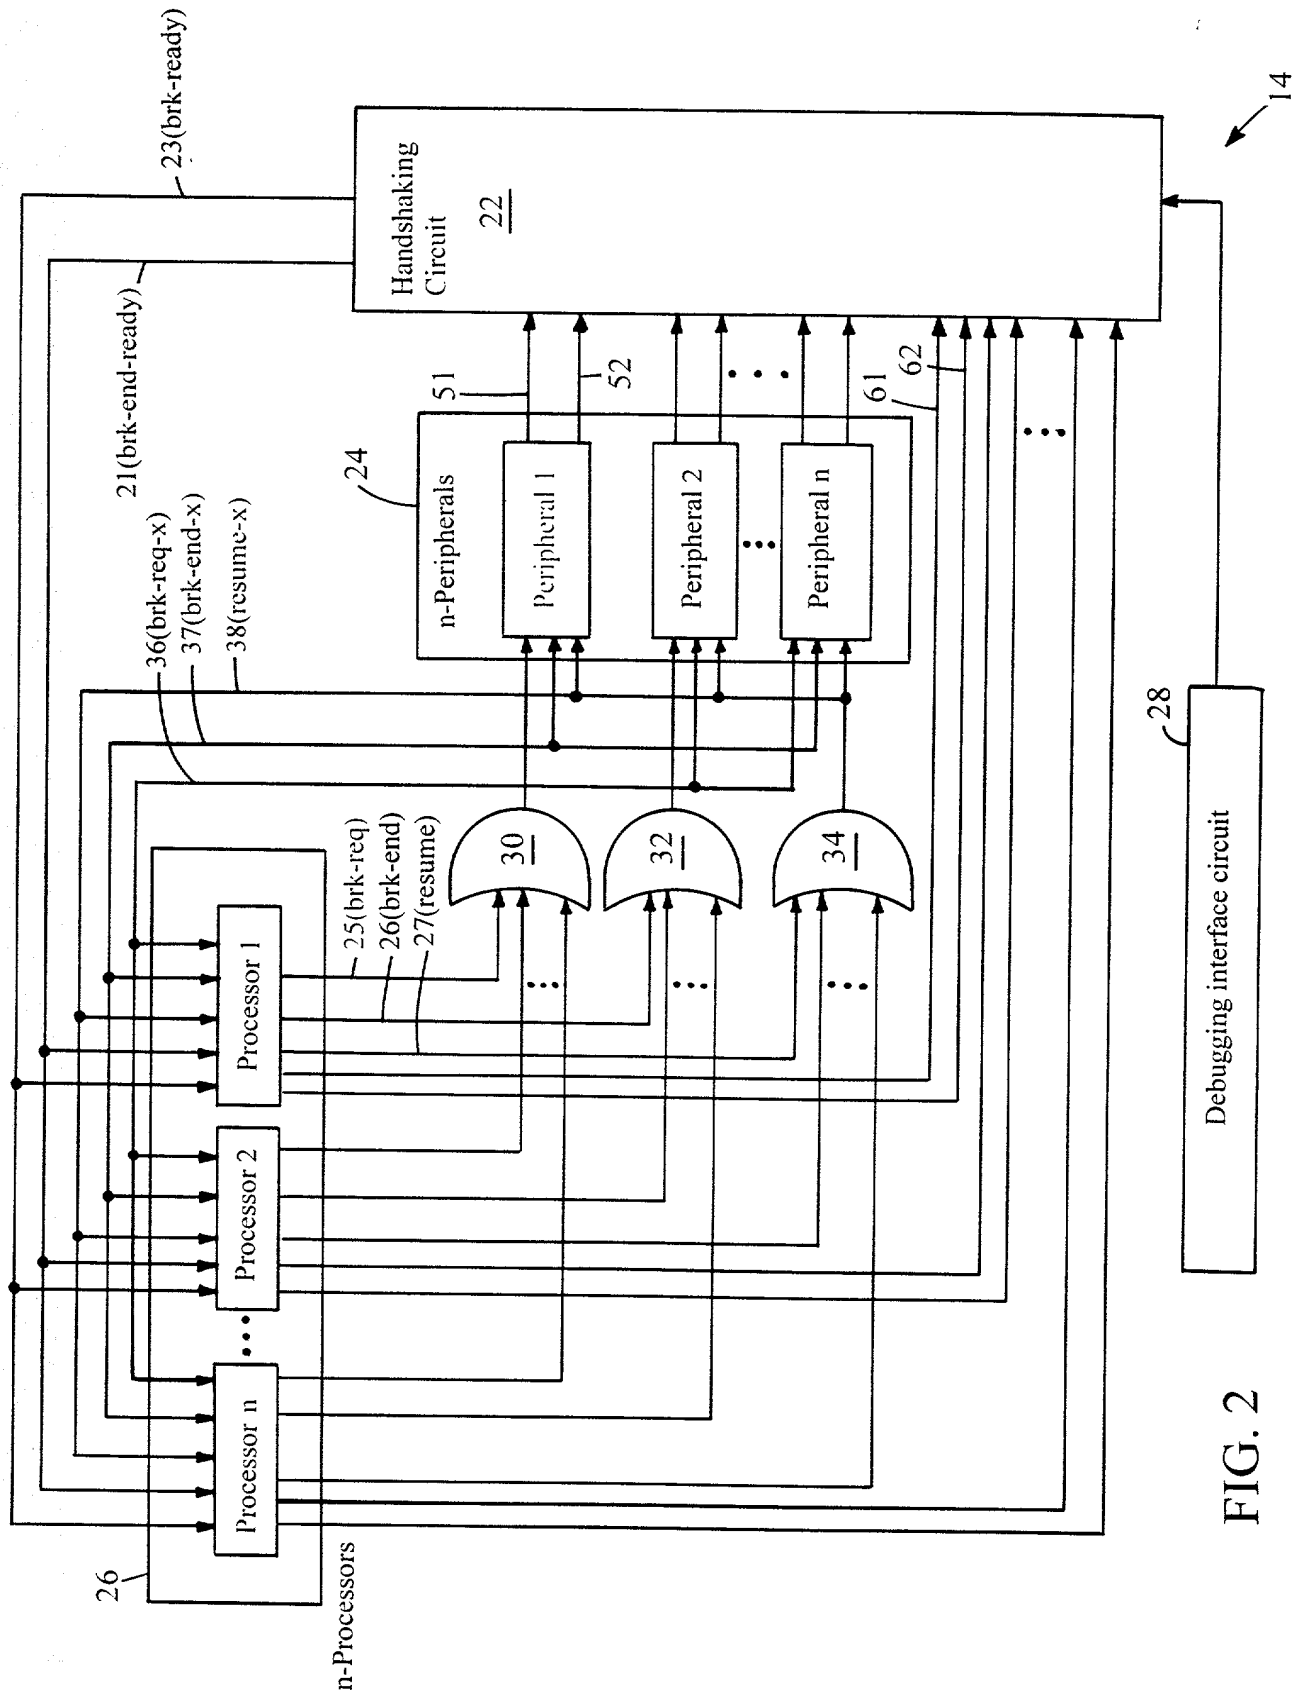 26
n-Processors
Processor n
Processor 2
Processor 1
25(brk-req)
26(brk-end)
27(resume)
36(brk-req-x)
37(brk-end-x)
38(resume-x)
21(brk-end-ready)
23(brk-ready)
30
32
34
24
n-Peripherals
Peripheral 1
Peripheral 2
Peripheral n
51
52
61
62
Handshaking
Circuit
22
28
Debugging interface circuit
14
FIG. 2